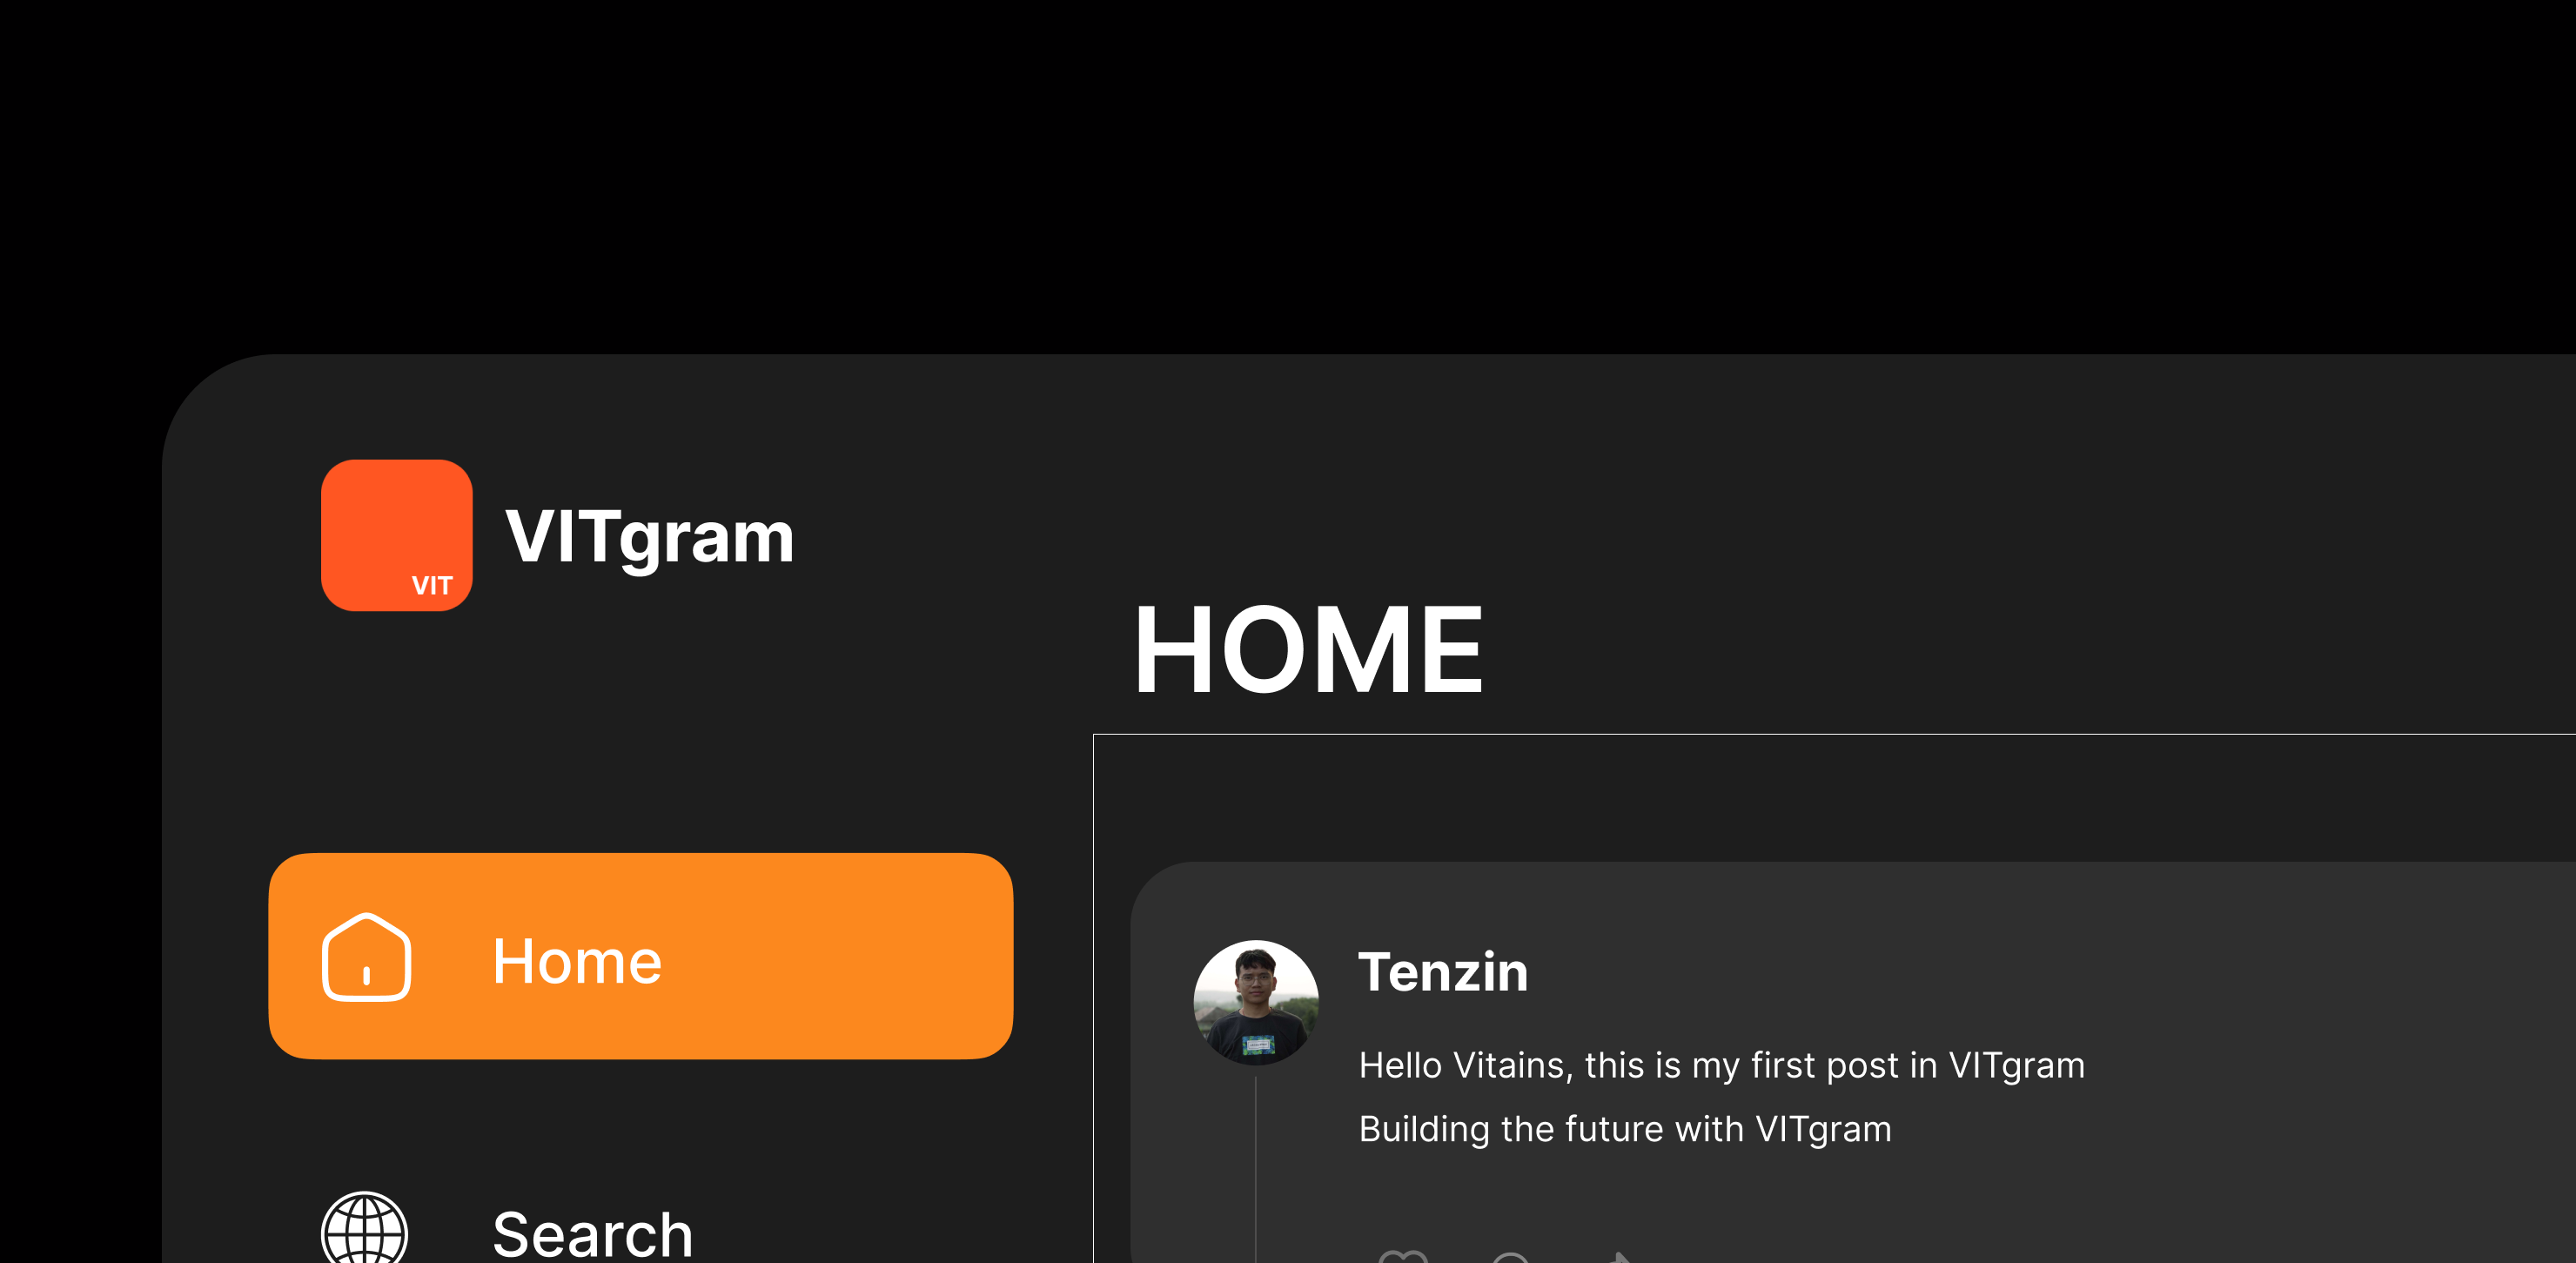 VIT
VITgram
HOME
Home
Tenzin
Hello Vitains, this is my first post in VITgram
Building the future with VITgram
Search